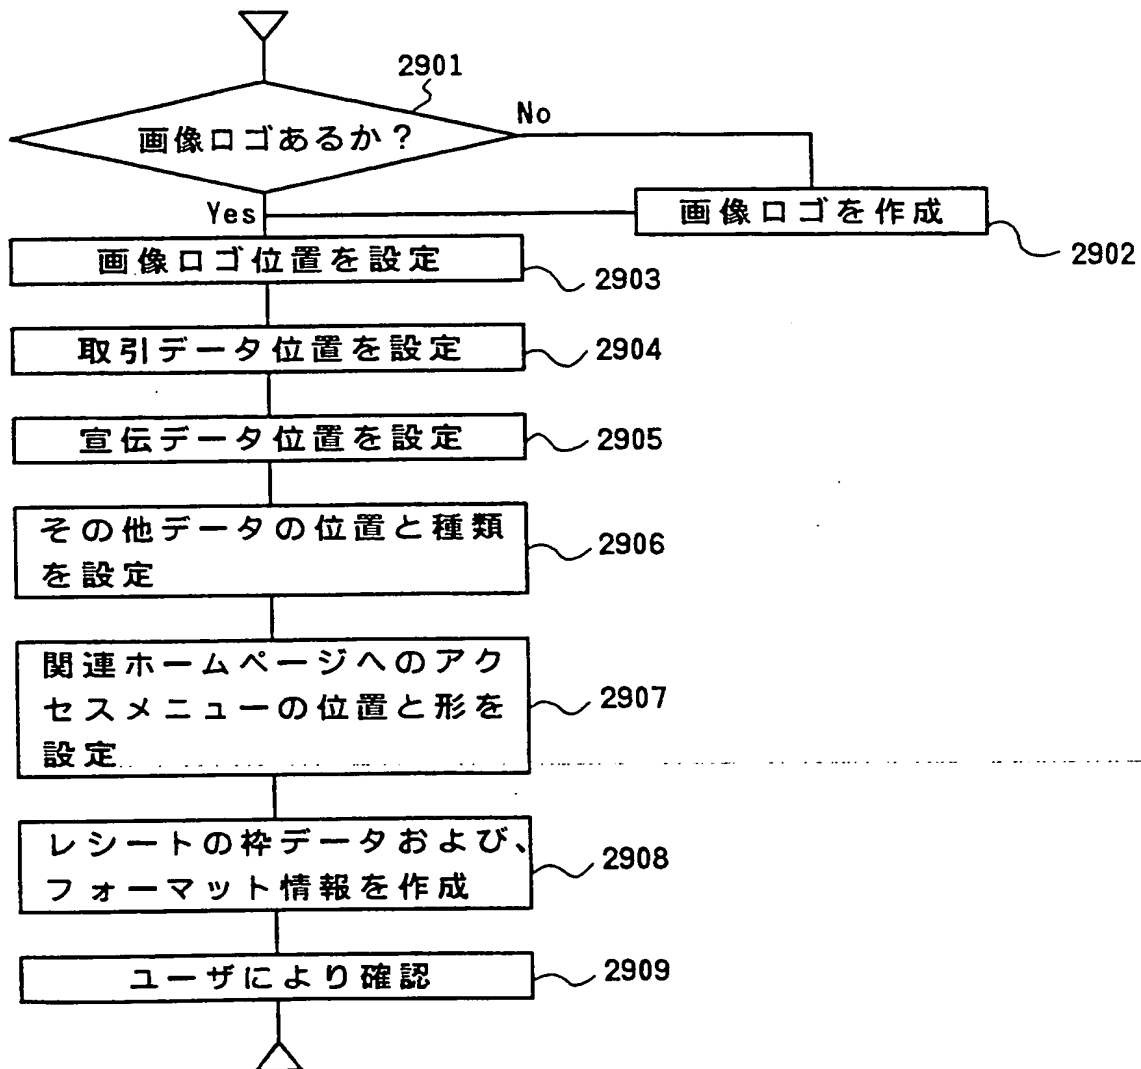 2901
画像ロゴあるか？
No
Yes
画像ロゴを作成
2902
画像ロゴ位置を設定
2903
取引データ位置を設定
2904
宣伝データ位置を設定
2905
その他データの位置と種類
を設定
2906
関連ホームページへのアク
セスメニューの位置と形を
設定
2907
レシートの枠データおよび、
フォーマット情報を作成
2908
ユーザにより確認
2909